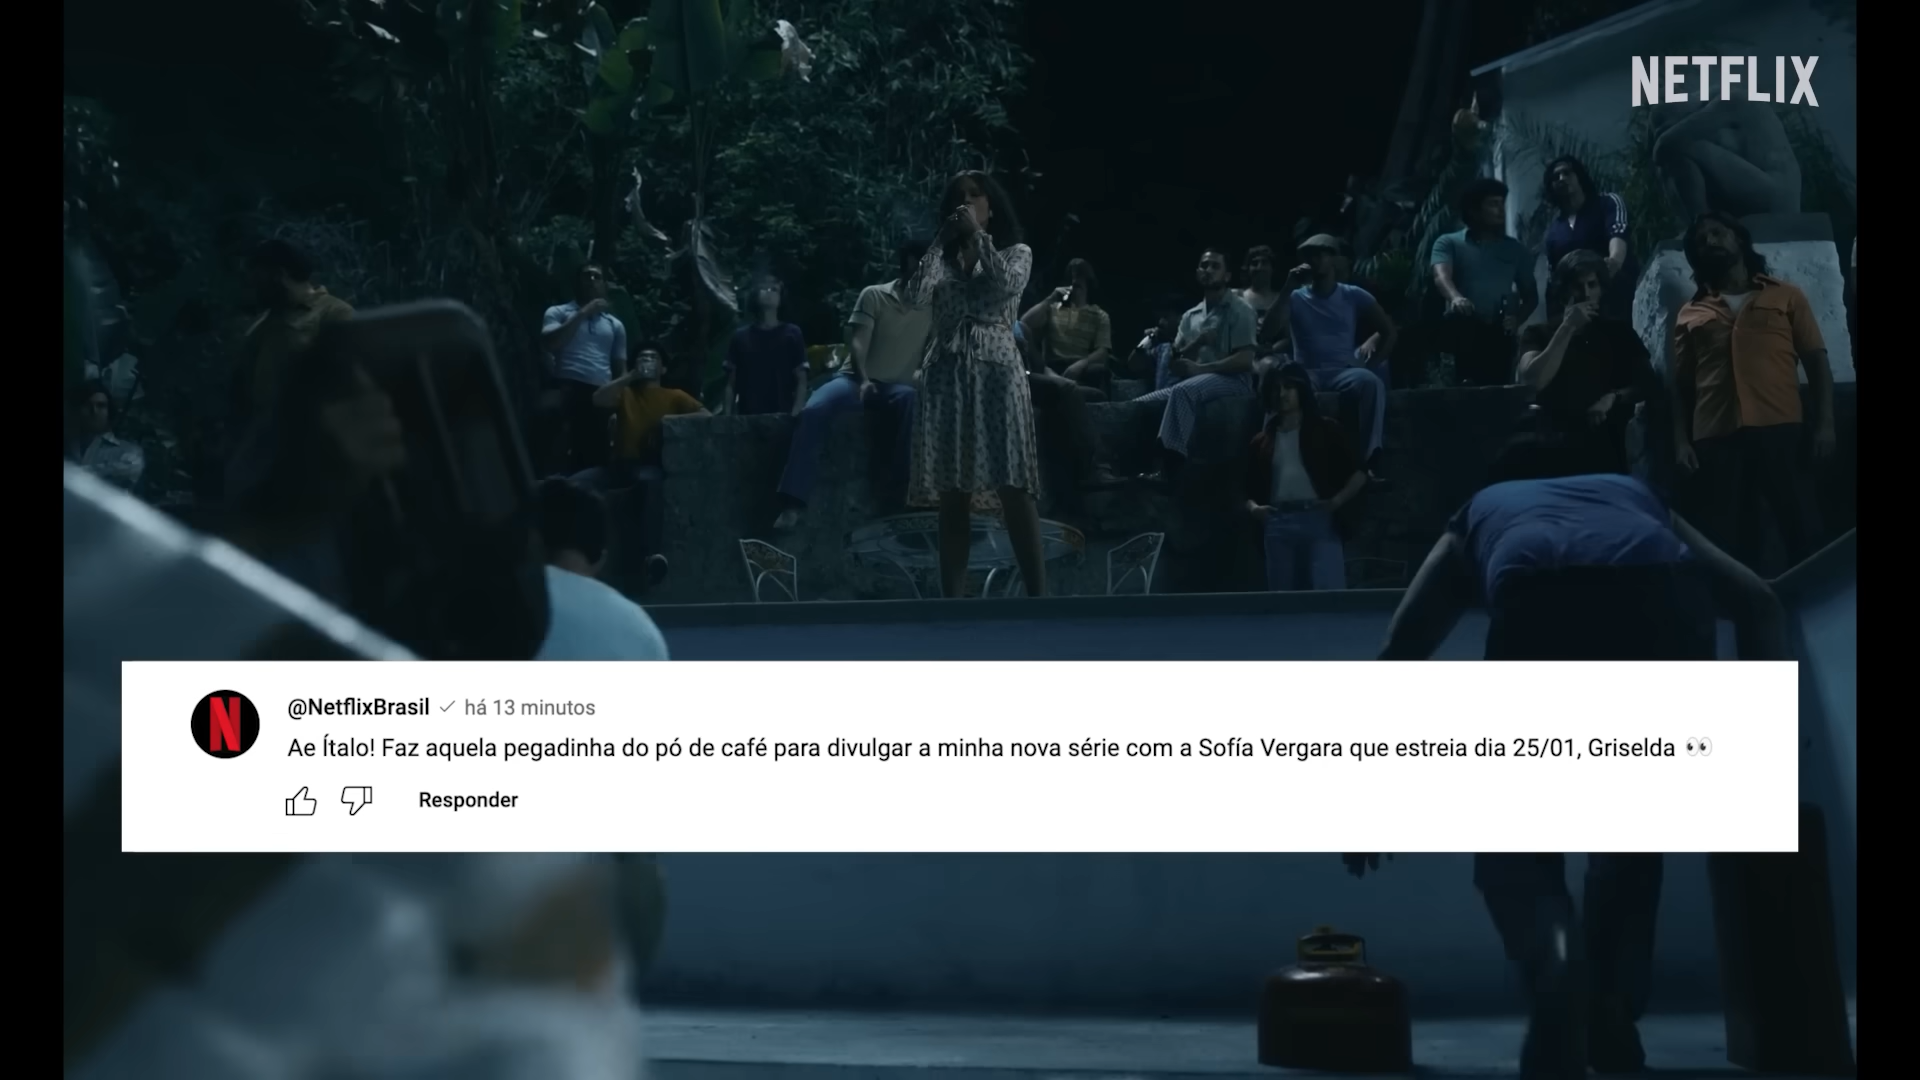 NETFLIX
@NetflixBrasil há 13 minutos
Ae Ítalo! Faz aquela pegadinha do pó de café para divulgar a minha nova série com a Sofía Vergara que estreia dia 25/01, Griselda 👀
Responder